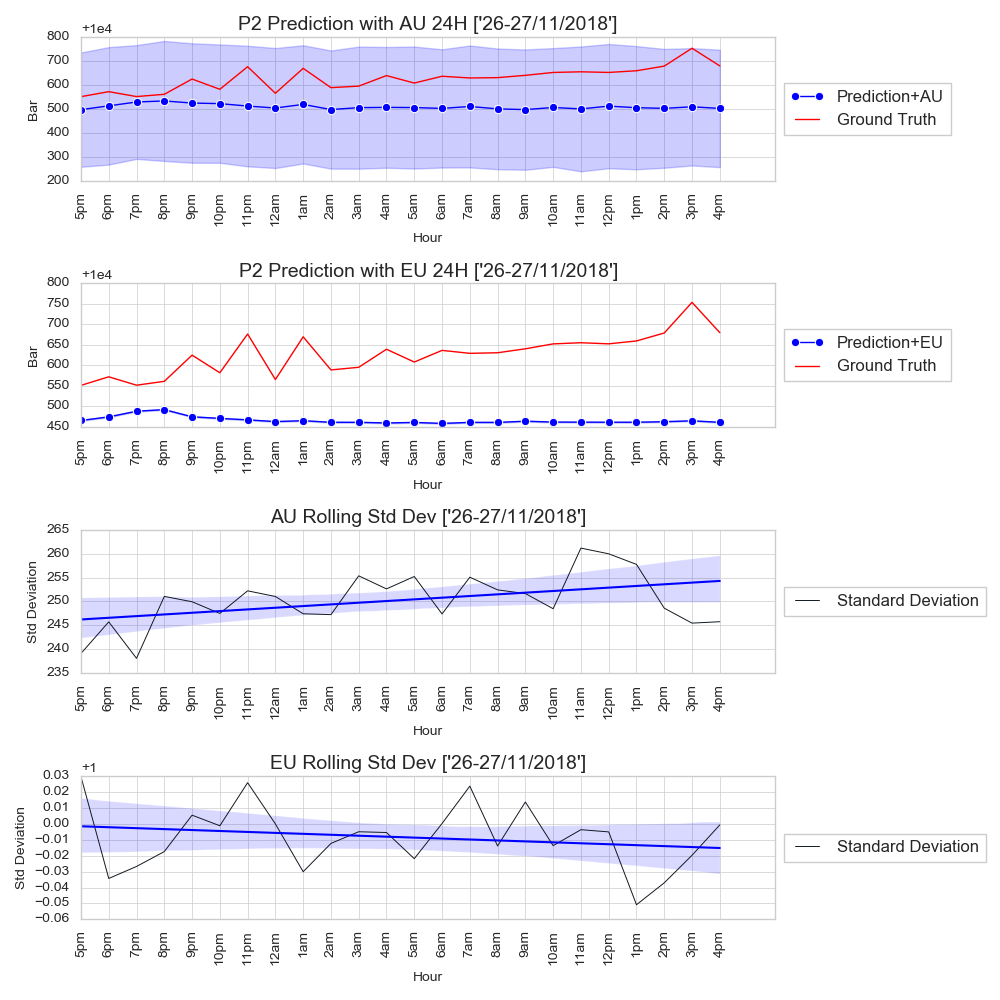 P2 Prediction with AU 24H ['26-27/11/2018']
+1e4
800
700
600
500
400
300
200
Bar
5pm 6pm 7pm 8pm 9pm 10pm 11pm 12am 1am 2am 3am 4am 5am 6am 7am 8am 9am 10am 11am 12pm 1pm 2pm 3pm 4pm
Hour
Prediction+AU
Ground Truth
P2 Prediction with EU 24H ['26-27/11/2018']
+1e4
800
750
700
650
600
550
500
450
Bar
5pm 6pm 7pm 8pm 9pm 10pm 11pm 12am 1am 2am 3am 4am 5am 6am 7am 8am 9am 10am 11am 12pm 1pm 2pm 3pm 4pm
Hour
Prediction+EU
Ground Truth
AU Rolling Std Dev ['26-27/11/2018']
265
260
255
250
245
240
235
Std Deviation
5pm 6pm 7pm 8pm 9pm 10pm 11pm 12am 1am 2am 3am 4am 5am 6am 7am 8am 9am 10am 11am 12pm 1pm 2pm 3pm 4pm
Hour
Standard Deviation
EU Rolling Std Dev ['26-27/11/2018']
+1
0.03
0.02
0.01
0.00
−0.01
−0.02
−0.03
−0.04
−0.05
−0.06
Std Deviation
5pm 6pm 7pm 8pm 9pm 10pm 11pm 12am 1am 2am 3am 4am 5am 6am 7am 8am 9am 10am 11am 12pm 1pm 2pm 3pm 4pm
Hour
Standard Deviation